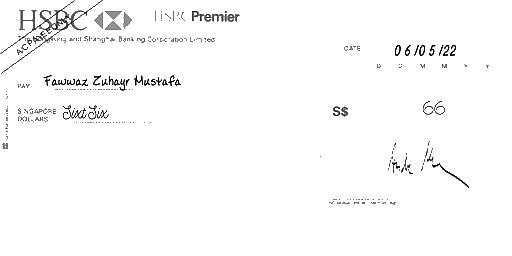 HSBC HSBC Premier
The Hongkong and Shanghai Banking Corporation Limited
A/C PAYEE ONLY
DATE 06/05/22
D D M M Y Y
PAY Fawwaz Zuhayr Mustafa
SINGAPORE DOLLARS Sixt Six
S$ 66